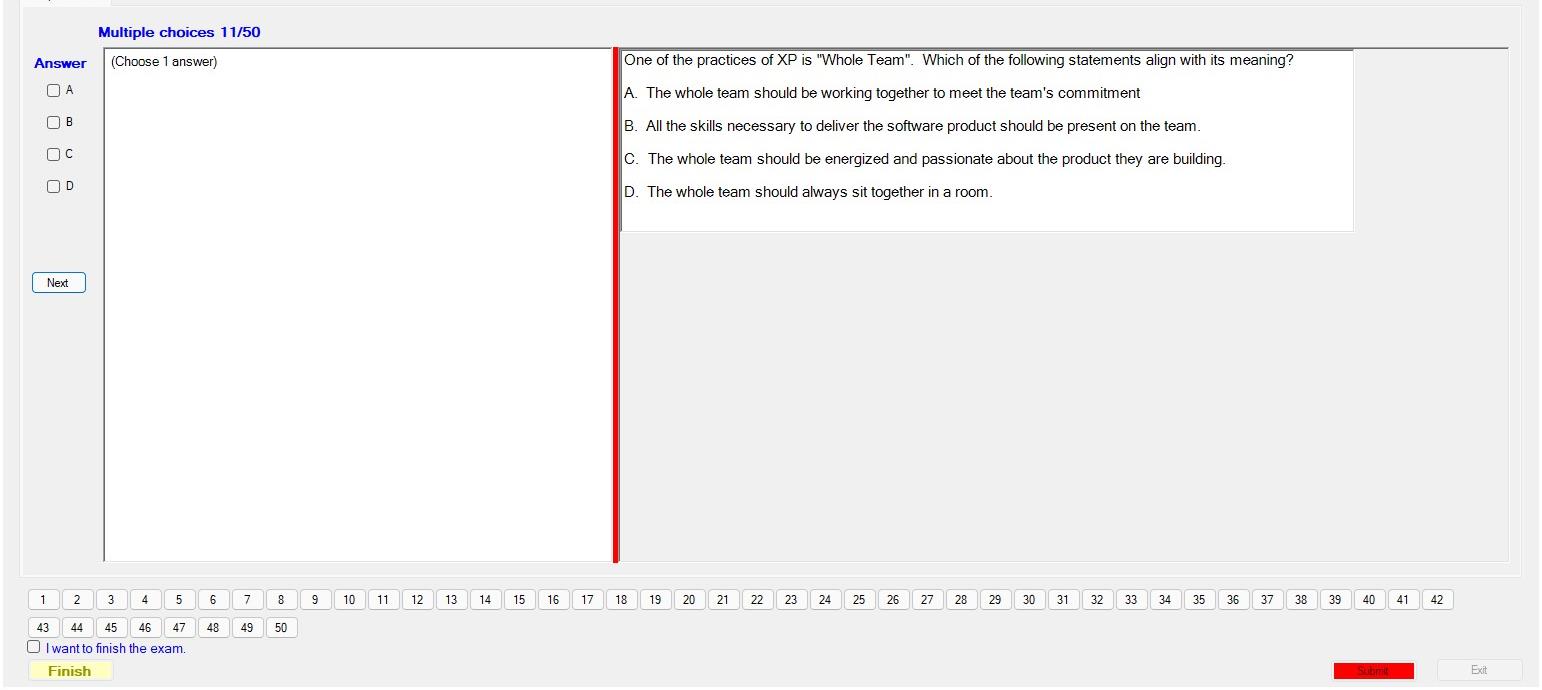 Multiple choices 11/50
Answer
A
B
C
D
Next
(Choose 1 answer)
One of the practices of XP is "Whole Team".  Which of the following statements align with its meaning?
A.  The whole team should be working together to meet the team's commitment
B.  All the skills necessary to deliver the software product should be present on the team.
C.  The whole team should be energized and passionate about the product they are building.
D.  The whole team should always sit together in a room.
1 2 3 4 5 6 7 8 9 10 11 12 13 14 15 16 17 18 19 20 21 22 23 24 25 26 27 28 29 30 31 32 33 34 35 36 37 38 39 40 41 42
43 44 45 46 47 48 49 50
I want to finish the exam.
Finish
Submit
Exit